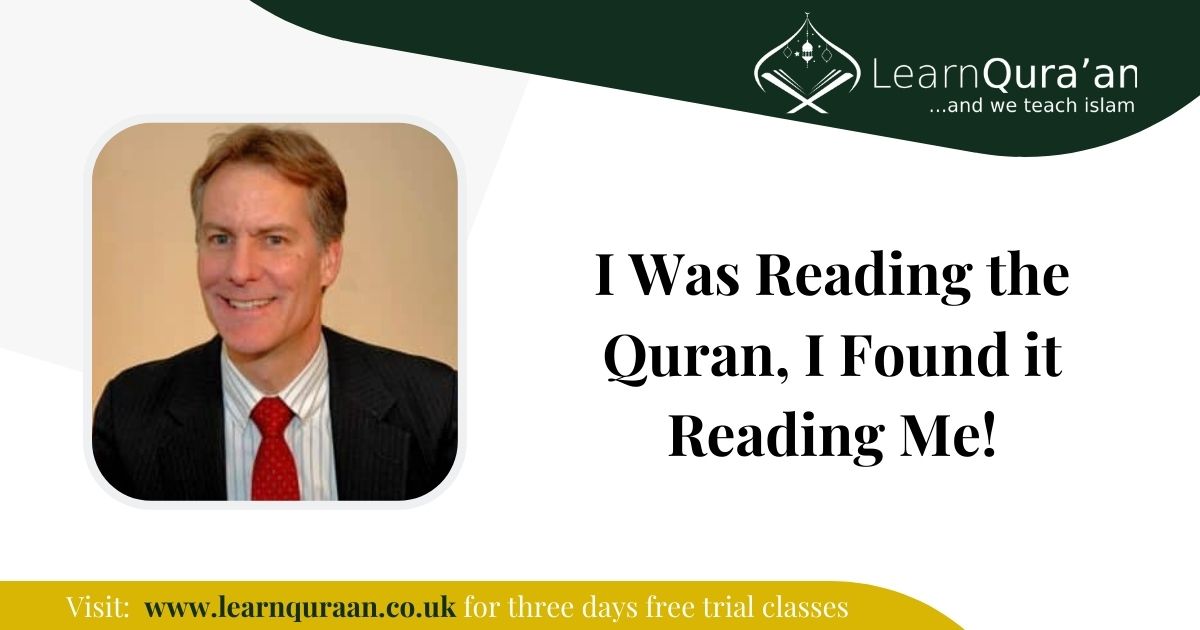 LearnQura’an
...and we teach islam
I Was Reading the
Quran, I Found it
Reading Me!
Visit: www.learnquraan.co.uk for three days free trial classes